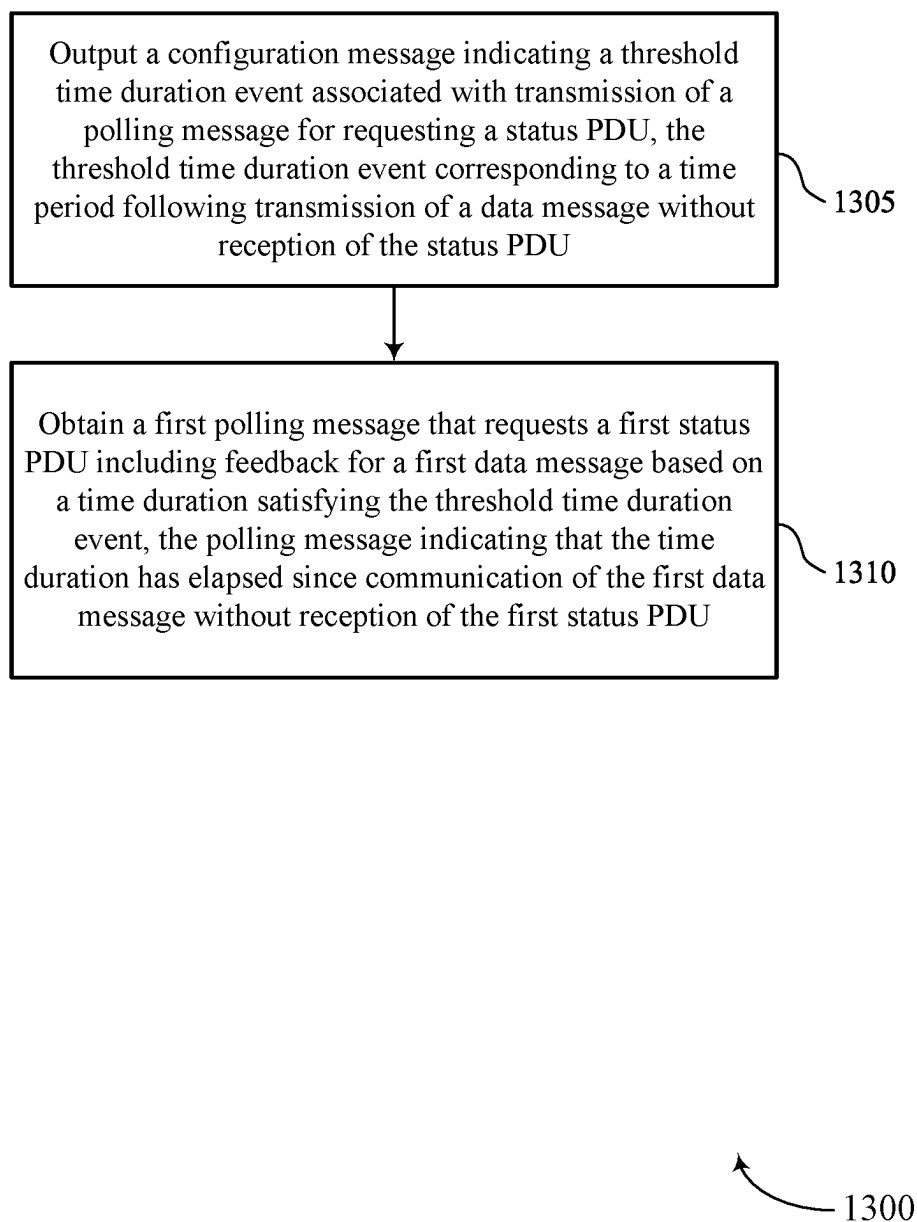 Output a configuration message indicating a threshold
time duration event associated with transmission of a
polling message for requesting a status PDU, the
threshold time duration event corresponding to a time
period following transmission of a data message without
reception of the status PDU
1305
Obtain a first polling message that requests a first status
PDU including feedback for a first data message based on
a time duration satisfying the threshold time duration
event, the polling message indicating that the time
duration has elapsed since communication of the first data
message without reception of the first status PDU
1310
1300